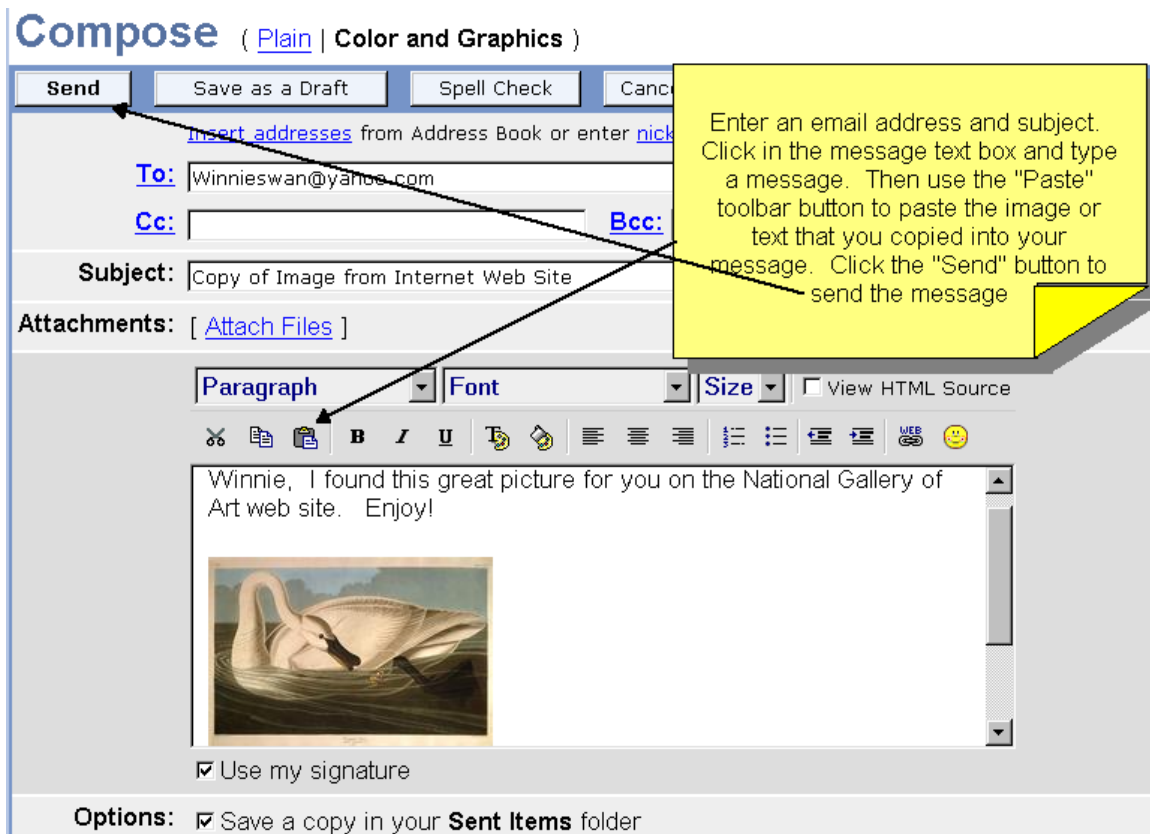 Compose ( Plain | Color and Graphics )
Send Save as a Draft Spell Check
Insert addresses from Address Book or enter
To: Winnieswan@yahoo.com
Cc: Bcc:
Subject: Copy of Image from Internet Web Site
Attachments: [ Attach Files ]
Enter an email address and subject.
Click in the message text box and type
a message. Then use the "Paste"
toolbar button to paste the image or
text that you copied into your
message. Click the "Send" button to
send the message
Paragraph Font Size View HTML Source
B I U WEB
Winnie, I found this great picture for you on the National Gallery of
Art web site. Enjoy!
Use my signature
Options: Save a copy in your Sent Items folder